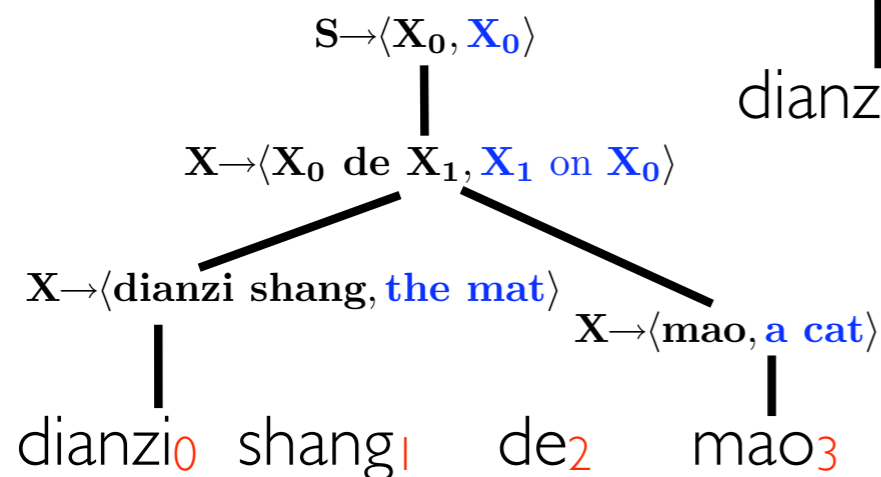 S→⟨X₀, X₀⟩
dianz
X→⟨X₀ de X₁, X₁ on X₀⟩
X→⟨dianzi shang, the mat⟩
X→⟨mao, a cat⟩
dianzi₀ shang₁ de₂ mao₃